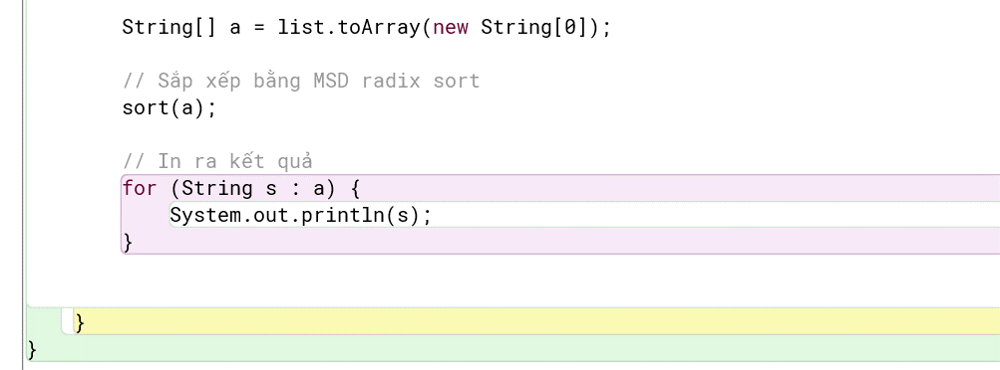 String[] a = list.toArray(new String[0]);
// Sắp xếp bằng MSD radix sort
sort(a);
// In ra kết quả
for (String s : a) {
System.out.println(s);
}
}
}